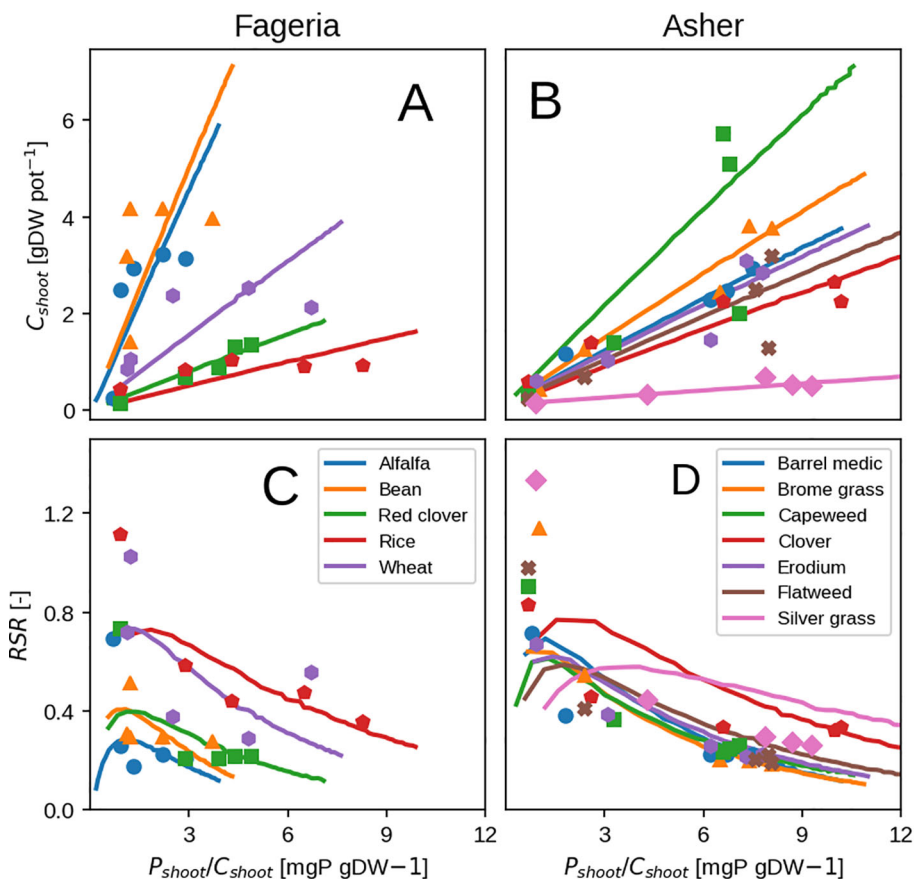 Fageria
Asher
A
B
C_shoot [gDW pot⁻¹]
6
4
2
0
C
D
Alfalfa
Bean
Red clover
Rice
Wheat
Barrel medic
Brome grass
Capeweed
Clover
Erodium
Flatweed
Silver grass
RSR [-]
1.2
0.8
0.4
0.0
3
6
9
12
3
6
9
12
P_shoot/C_shoot [mgP gDW−1]
P_shoot/C_shoot [mgP gDW−1]